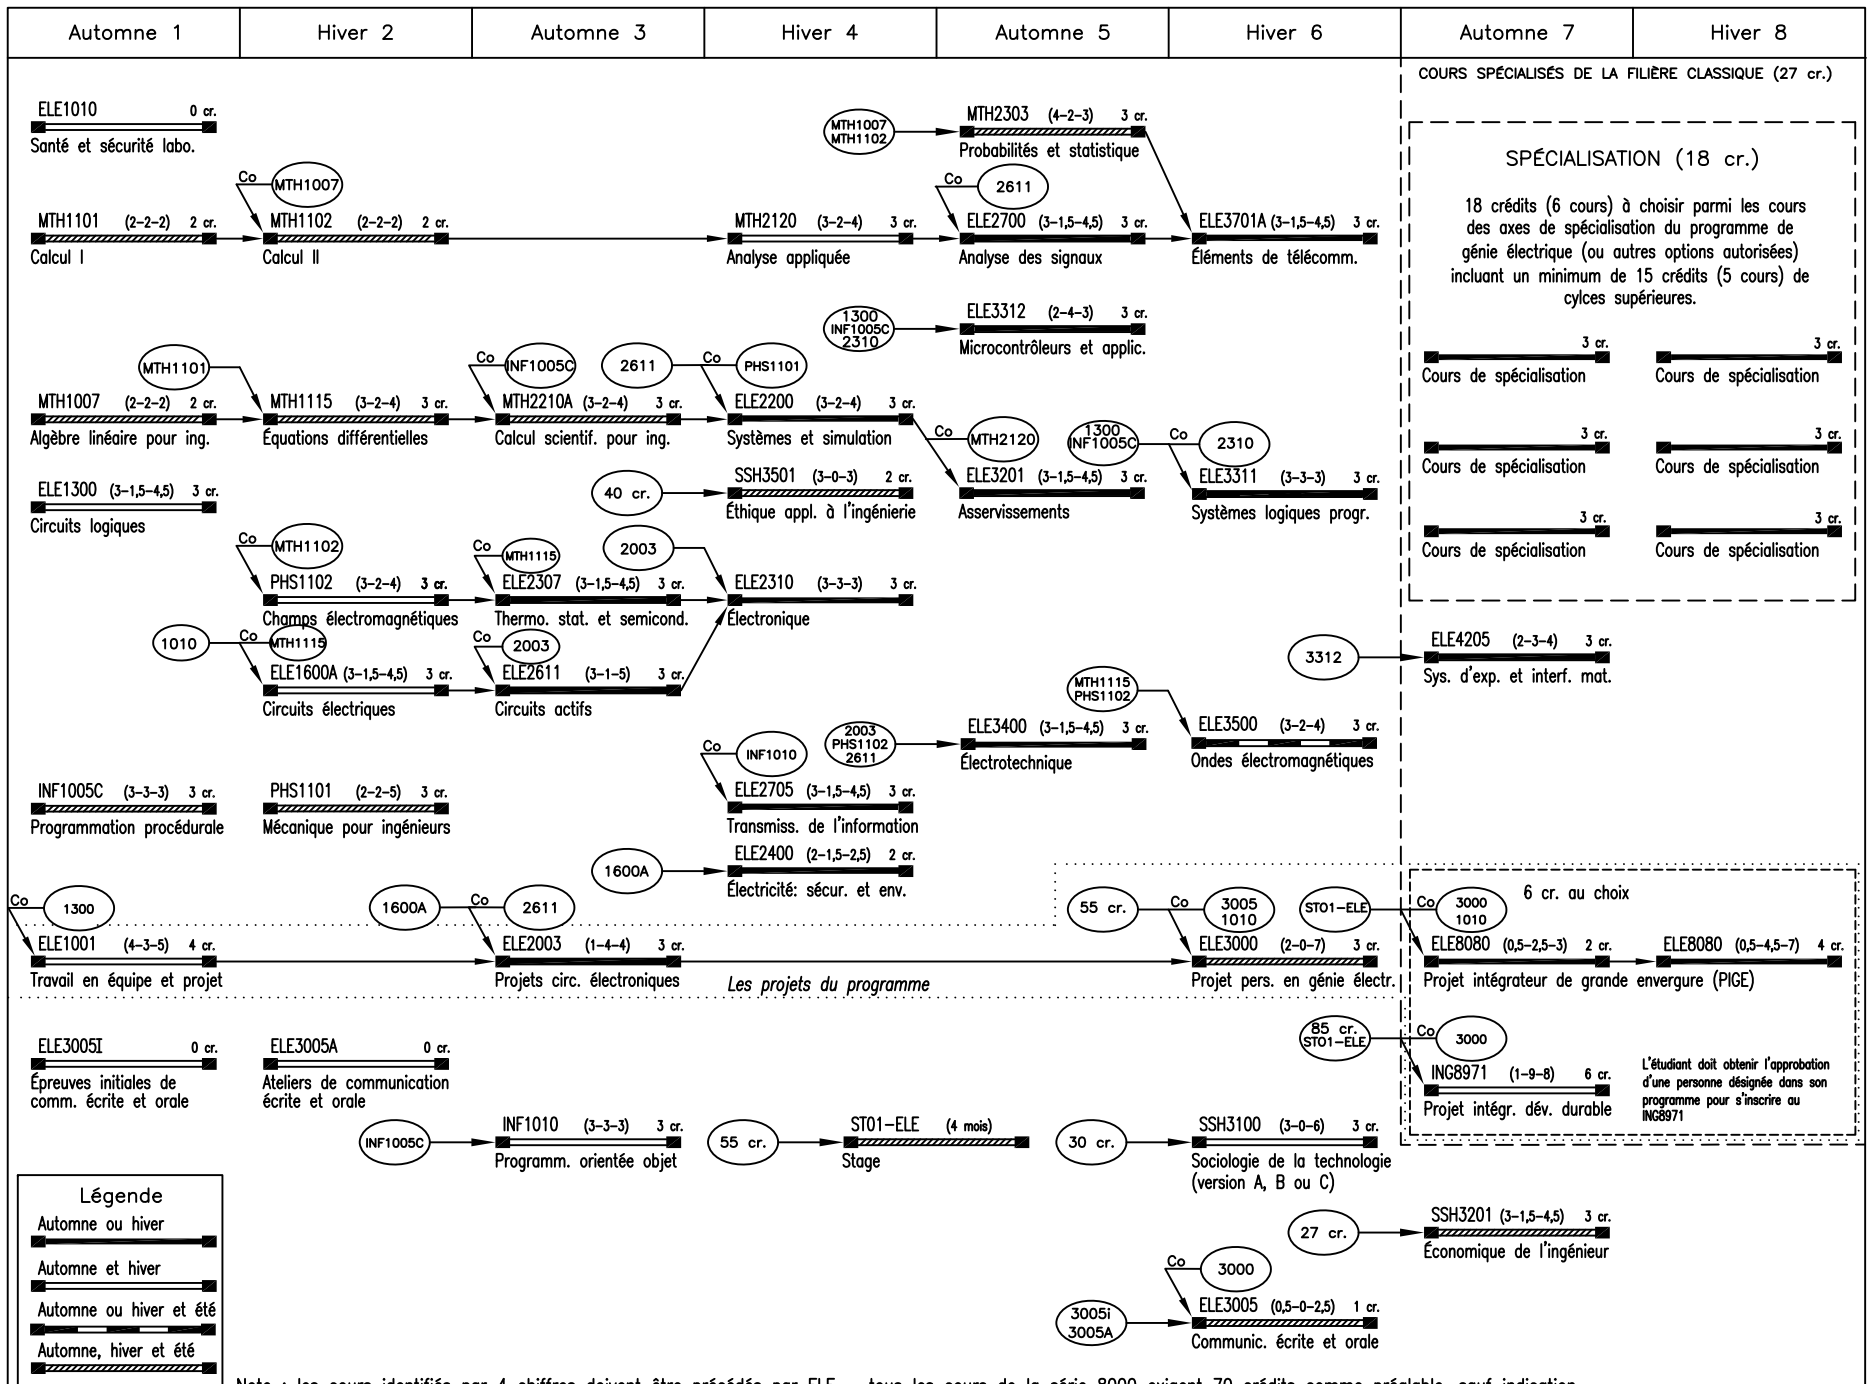 Automne 1 Hiver 2 Automne 3 Hiver 4 Automne 5 Hiver 6 Automne 7 Hiver 8
COURS SPÉCIALISÉS DE LA FILIÈRE CLASSIQUE (27 cr.)
ELE1010 0 cr.
Santé et sécurité labo.
MTH1007
MTH1102
MTH2303 (4-2-3) 3 cr.
Probabilités et statistique
SPÉCIALISATION (18 cr.)
18 crédits (6 cours) à choisir parmi les cours
des axes de spécialisation du programme de
génie électrique (ou autres options autorisées)
incluant un minimum de 15 crédits (5 cours) de
cylces supérieures.
Co MTH1007
Co 2611
MTH1101 (2-2-2) 2 cr.
Calcul I
MTH1102 (2-2-2) 2 cr.
Calcul II
MTH2120 (3-2-4) 3 cr.
Analyse appliquée
ELE2700 (3-1,5-4,5) 3 cr.
Analyse des signaux
ELE3701A (3-1,5-4,5) 3 cr.
Éléments de télécomm.
1300
INF1005C
2310
ELE3312 (2-4-3) 3 cr.
Microcontrôleurs et applic.
3 cr.
Cours de spécialisation
3 cr.
Cours de spécialisation
MTH1101
Co INF1005C
2611
Co PHS1101
MTH1007 (2-2-2) 2 cr.
Algèbre linéaire pour ing.
MTH1115 (3-2-4) 3 cr.
Équations différentielles
MTH2210A (3-2-4) 3 cr.
Calcul scientif. pour ing.
ELE2200 (3-2-4) 3 cr.
Systèmes et simulation
Co MTH2120
1300
INF1005C
Co 2310
3 cr.
Cours de spécialisation
3 cr.
Cours de spécialisation
ELE1300 (3-1,5-4,5) 3 cr.
Circuits logiques
40 cr.
SSH3501 (3-0-3) 2 cr.
Éthique appl. à l'ingénierie
ELE3201 (3-1,5-4,5) 3 cr.
Asservissements
ELE3311 (3-3-3) 3 cr.
Systèmes logiques progr.
3 cr.
Cours de spécialisation
3 cr.
Cours de spécialisation
Co MTH1102
Co MTH1115
2003
PHS1102 (3-2-4) 3 cr.
Champs électromagnétiques
ELE2307 (3-1,5-4,5) 3 cr.
Thermo. stat. et semicond.
ELE2310 (3-3-3) 3 cr.
Électronique
1010
Co MTH1115
Co 2003
3312
ELE4205 (2-3-4) 3 cr.
Sys. d'exp. et interf. mat.
ELE1600A (3-1,5-4,5) 3 cr.
Circuits électriques
ELE2611 (3-1-5) 3 cr.
Circuits actifs
MTH1115
PHS1102
2003
PHS1102
2611
ELE3400 (3-1,5-4,5) 3 cr.
Électrotechnique
ELE3500 (3-2-4) 3 cr.
Ondes électromagnétiques
Co INF1010
INF1005C (3-3-3) 3 cr.
Programmation procédurale
PHS1101 (2-2-5) 3 cr.
Mécanique pour ingénieurs
ELE2705 (3-1,5-4,5) 3 cr.
Transmiss. de l'information
1600A
ELE2400 (2-1,5-2,5) 2 cr.
Électricité: sécur. et env.
Co 1300
1600A
Co 2611
55 cr.
Co 3005
1010
ST01-ELE
Co 3000
1010
6 cr. au choix
ELE1001 (4-3-5) 4 cr.
Travail en équipe et projet
ELE2003 (1-4-4) 3 cr.
Projets circ. électroniques
Les projets du programme
ELE3000 (2-0-7) 3 cr.
Projet pers. en génie électr.
ELE8080 (0,5-2,5-3) 2 cr.
ELE8080 (0,5-4,5-7) 4 cr.
Projet intégrateur de grande envergure (PIGE)
85 cr.
ST01-ELE
Co 3000
ELE3005I 0 cr.
Épreuves initiales de
comm. écrite et orale
ELE3005A 0 cr.
Ateliers de communication
écrite et orale
ING8971 (1-9-8) 6 cr.
Projet intégr. dév. durable
L'étudiant doit obtenir l'approbation
d'une personne désignée dans son
programme pour s'inscrire au
ING8971
INF1005C
INF1010 (3-3-3) 3 cr.
Programm. orientée objet
55 cr.
ST01-ELE (4 mois)
Stage
30 cr.
SSH3100 (3-0-6) 3 cr.
Sociologie de la technologie
(version A, B ou C)
27 cr.
SSH3201 (3-1,5-4,5) 3 cr.
Économique de l'ingénieur
Co 3000
3005i
3005A
ELE3005 (0,5-0-2,5) 1 cr.
Communic. écrite et orale
Légende
Automne ou hiver
Automne et hiver
Automne ou hiver et été
Automne, hiver et été
Note : les cours identifiés par 4 chiffres doivent être précédés par ELE - tous les cours de la série 8000 exigent 70 crédits comme préalable, sauf indication